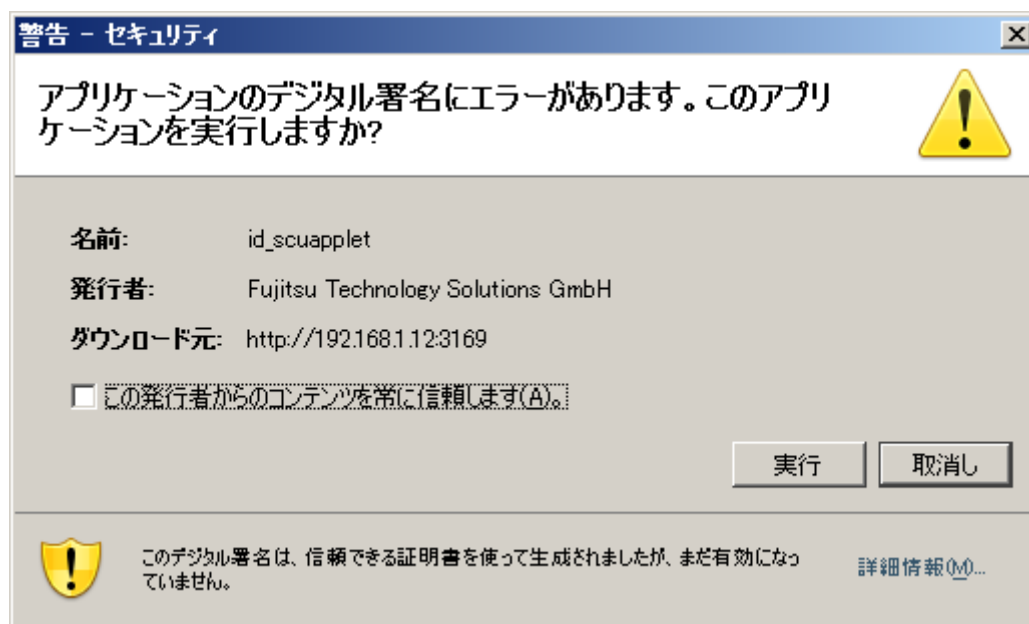 警告 - セキュリティ
アプリケーションのデジタル署名にエラーがあります。このアプリ
ケーションを実行しますか?
名前: id_scuapplet
発行者: Fujitsu Technology Solutions GmbH
ダウンロード元: http://192.168.1.12:3169
この発行者からのコンテンツを常に信頼します(A)。
実行 取消し
このデジタル署名は、信頼できる証明書を使って生成されましたが、まだ有効になっ
ていません。
詳細情報(M)...